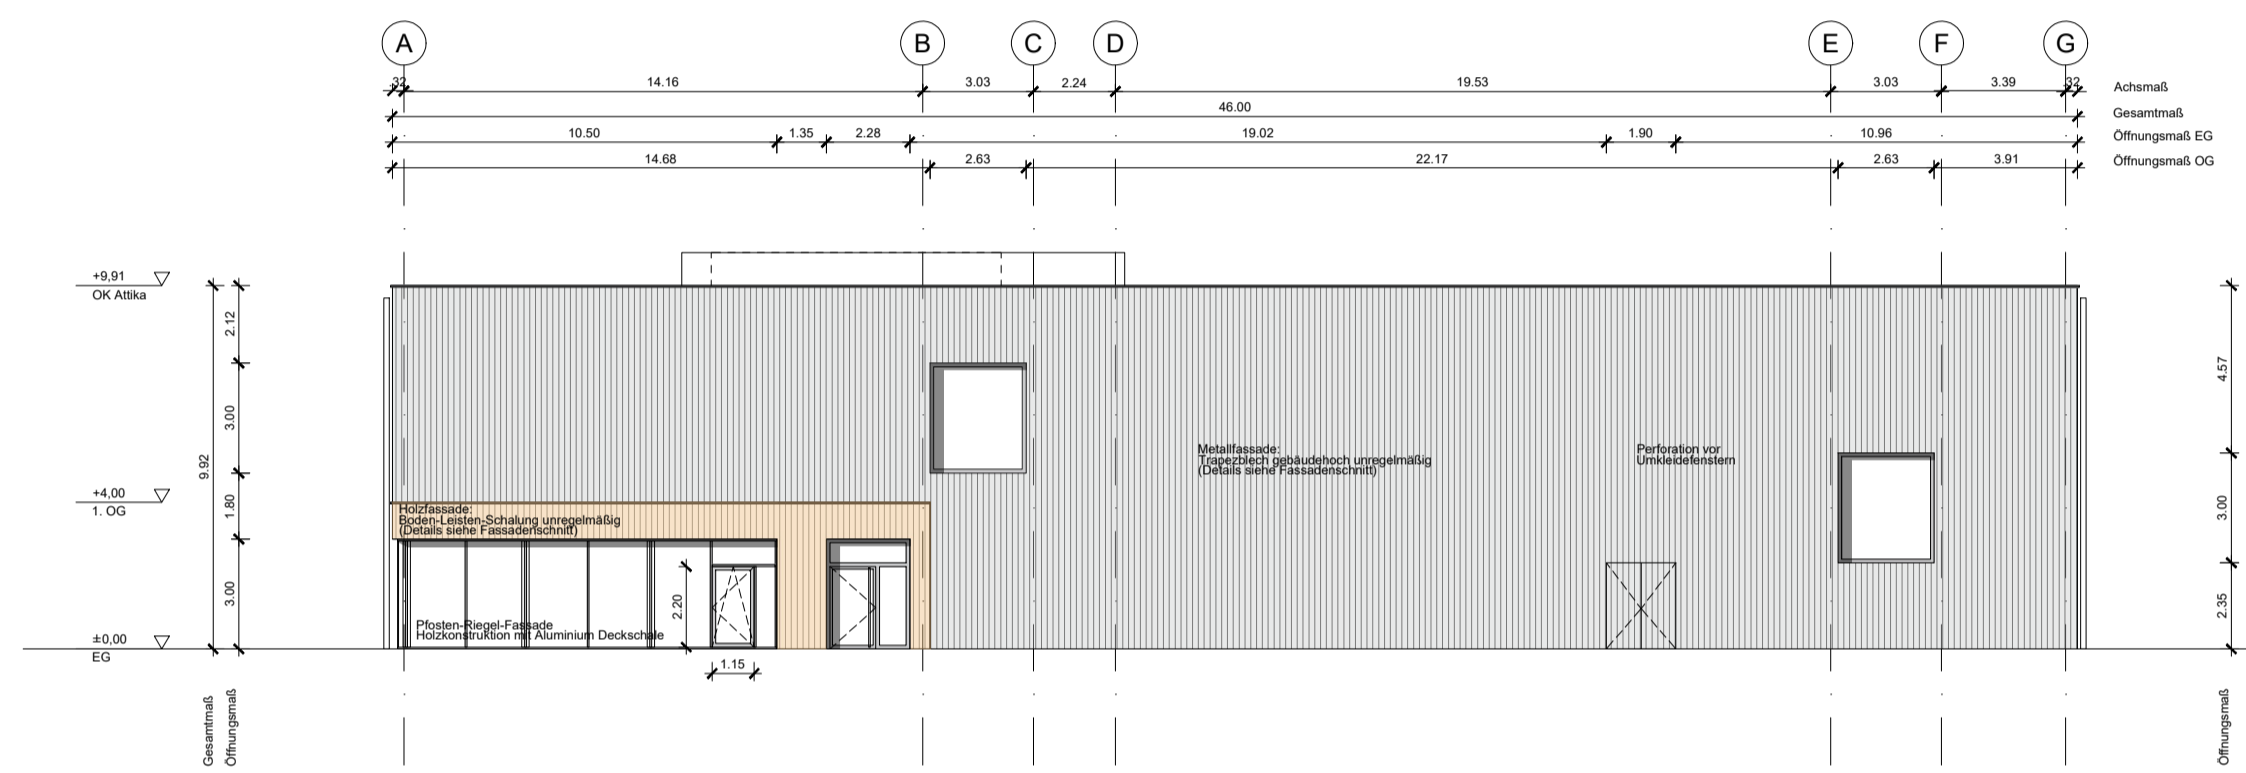 A B C D E F G
.32 14.16 3.03 2.24 19.53 3.03 3.39 .32 Achsmaß
46.00 Gesamtmaß
10.50 1.35 2.28 19.02 1.90 10.96 Öffnungsmaß EG
14.68 2.63 22.17 2.63 3.91 Öffnungsmaß OG
+9,91
OK Attika
+4,00
1. OG
±0,00
EG
9.92
2.12
3.00
1.80
3.00
Gesamtmaß
Öffnungsmaß
Holzfassade:
Boden-Leisten-Schalung unregelmäßig
(Details siehe Fassadenschnitt)
Pfosten-Riegel-Fassade
Holzkonstruktion mit Aluminium Deckschale
2.20
1.15
Metallfassade:
Trapezblech gebäudehoch unregelmäßig
(Details siehe Fassadenschnitt)
Perforation vor
Umkleidefenstern
4.57
3.00
2.35
Öffnungsmaß